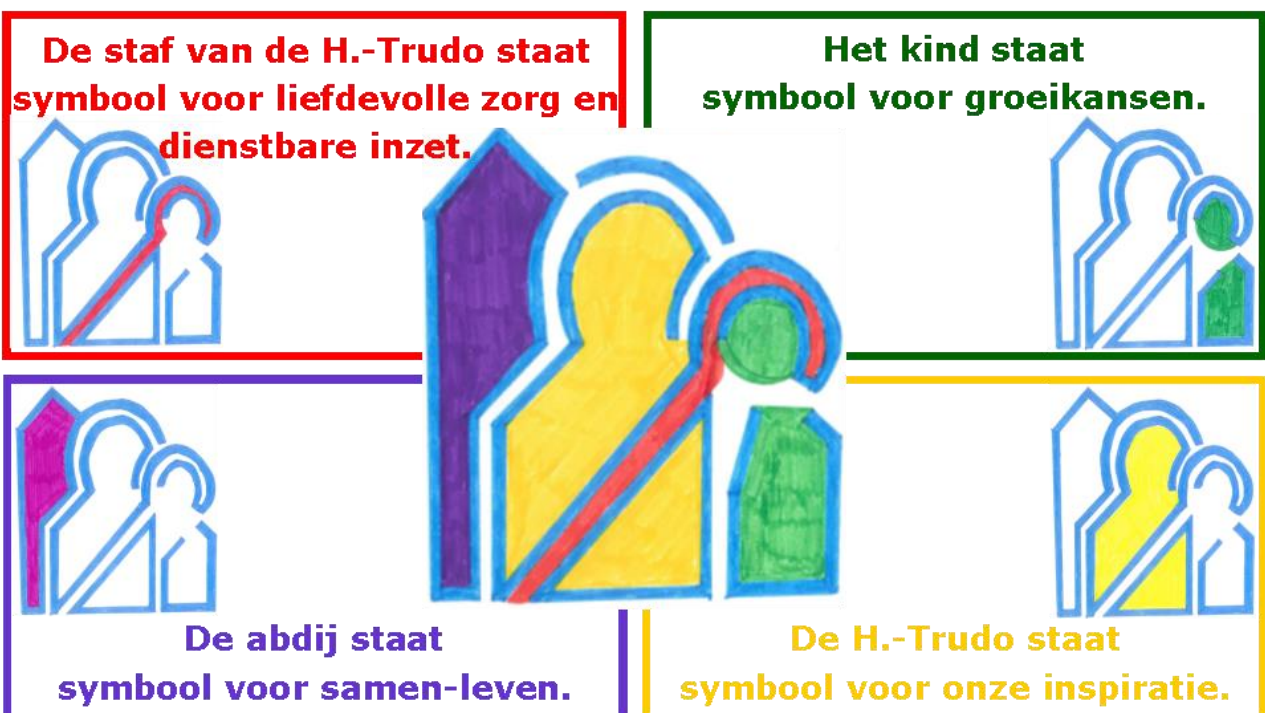 De staf van de H.-Trudo staat
symbool voor liefdevolle zorg en
dienstbare inzet.
Het kind staat
symbool voor groeikansen.
De abdij staat
symbool voor samen-leven.
De H.-Trudo staat
symbool voor onze inspiratie.